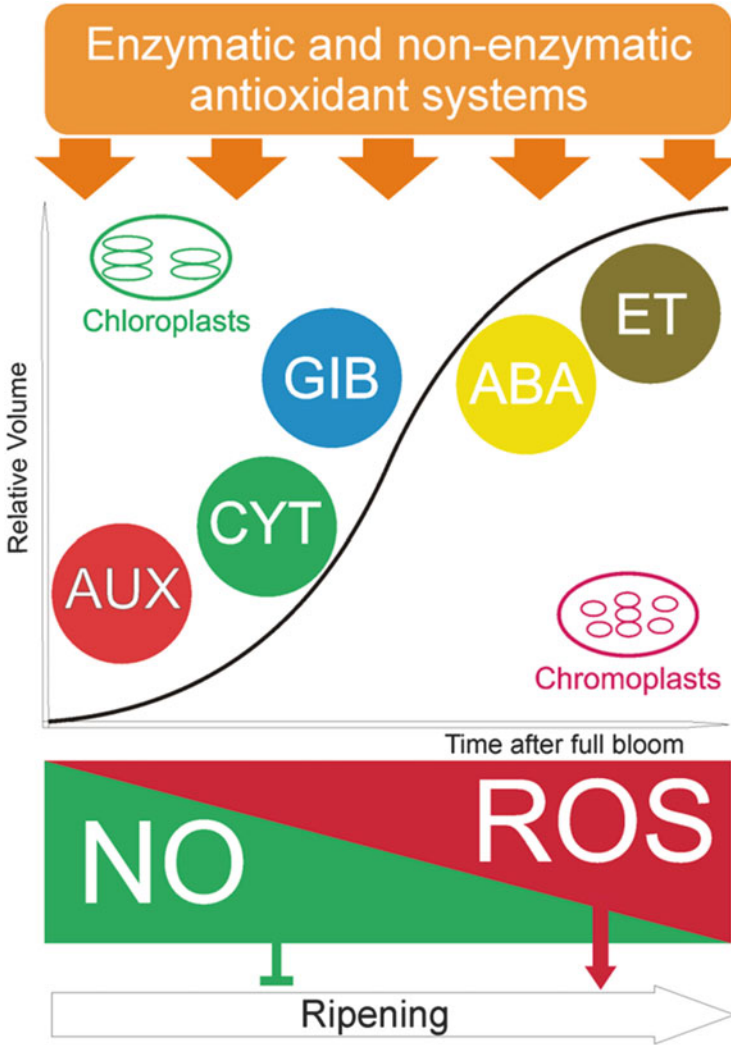 Enzymatic and non-enzymatic
antioxidant systems
Chloroplasts
GIB
ABA
ET
CYT
AUX
Relative Volume
Chromoplasts
Time after full bloom
NO
ROS
Ripening